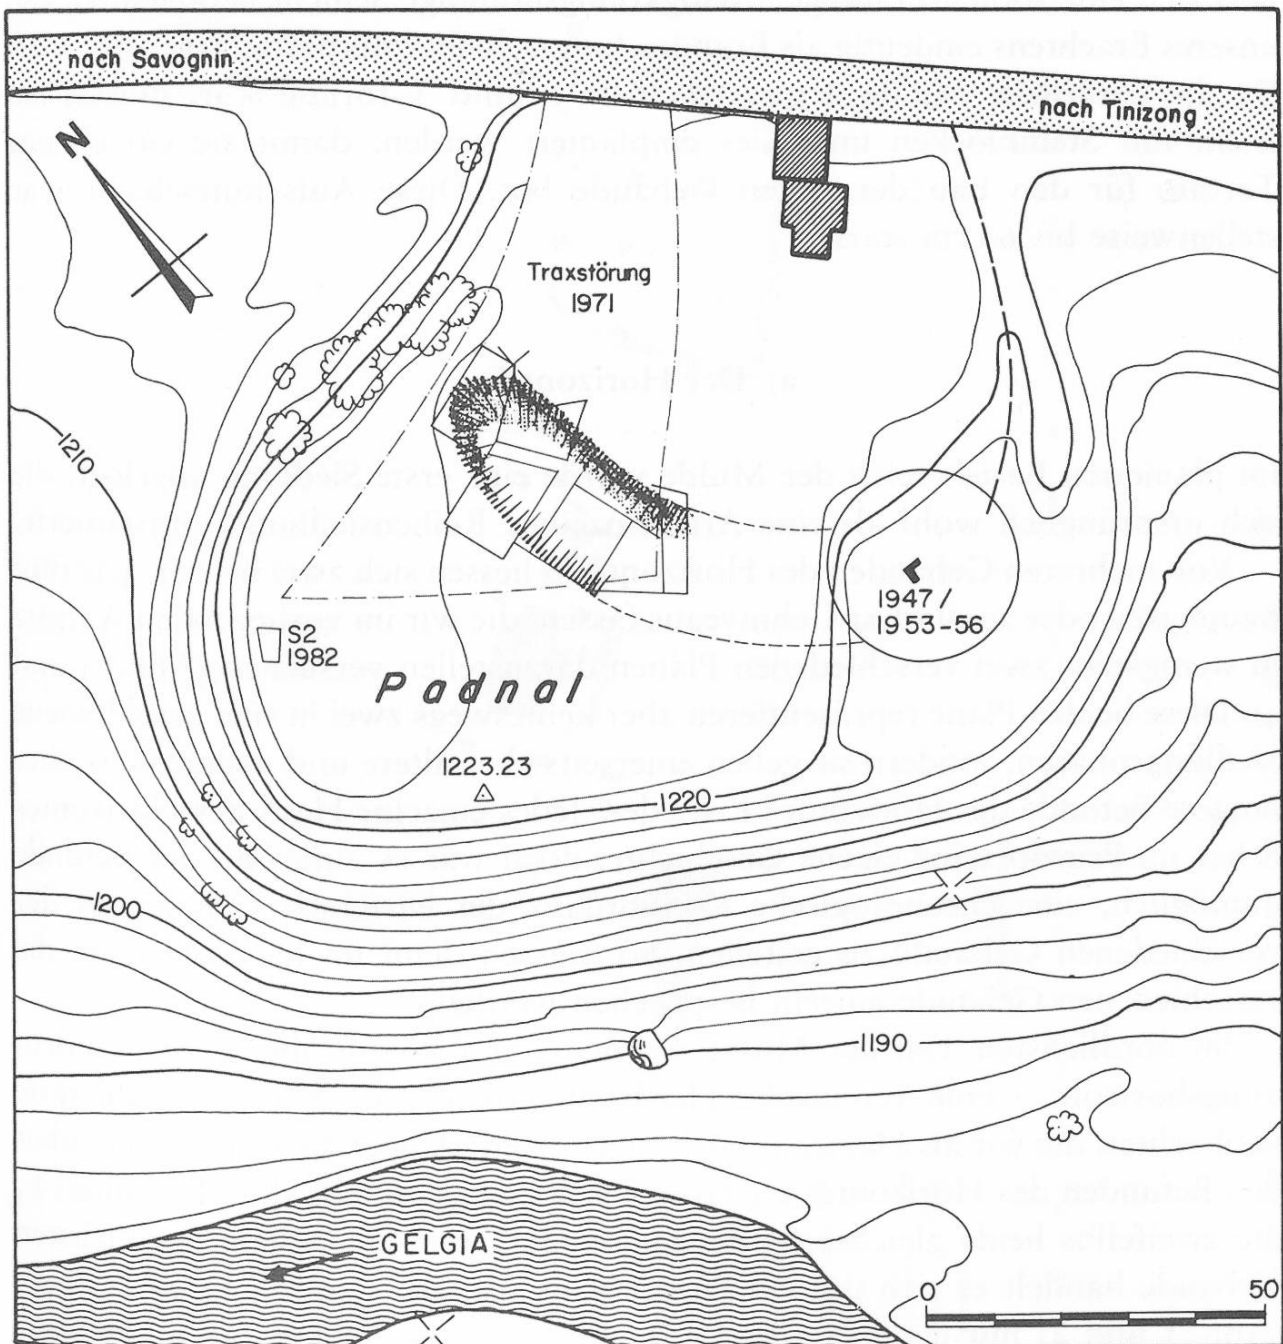 nach Savognin
nach Tinizong
N
Traxstörung
1971
1210
1947/
1953-56
S2
1982
Padnal
1223.23
1220
1200
1190
GELGIA
0
50